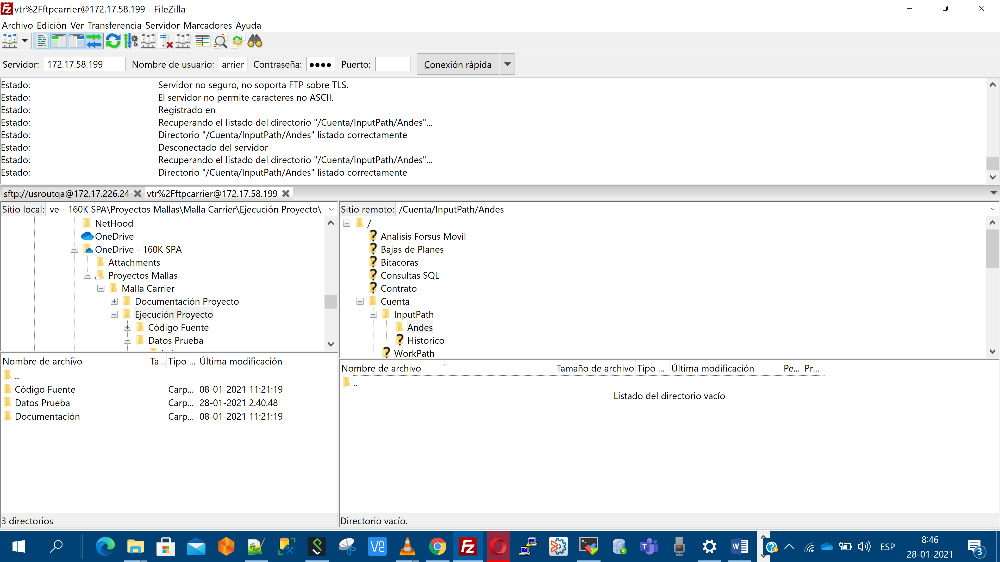 vtr%2Fftpcarrier@172.17.58.199 - FileZilla
Archivo Edición Ver Transferencia Servidor Marcadores Ayuda
Servidor: 172.17.58.199 Nombre de usuario: arrier Contraseña: ●●●● Puerto: Conexión rápida
Estado: Servidor no seguro, no soporta FTP sobre TLS.
Estado: El servidor no permite caracteres no ASCII.
Estado: Registrado en
Estado: Recuperando el listado del directorio "/Cuenta/InputPath/Andes"...
Estado: Directorio "/Cuenta/InputPath/Andes" listado correctamente
Estado: Desconectado del servidor
Estado: Recuperando el listado del directorio "/Cuenta/InputPath/Andes"...
Estado: Directorio "/Cuenta/InputPath/Andes" listado correctamente
sftp://usroutqa@172.17.226.24 vtr%2Fftpcarrier@172.17.58.199
Sitio local: ve - 160K SPA\Proyectos Mallas\Malla Carrier\Ejecución Proyecto\
NetHood
OneDrive
OneDrive - 160K SPA
Attachments
Proyectos Mallas
Malla Carrier
Documentación Proyecto
Ejecución Proyecto
Código Fuente
Datos Prueba
Nombre de archivo Ta... Tipo ... Última modificación
..
Código Fuente Carp... 08-01-2021 11:21:19
Datos Prueba Carp... 28-01-2021 2:40:48
Documentación Carp... 08-01-2021 11:21:19
3 directorios
Sitio remoto: /Cuenta/InputPath/Andes
/
Analisis Forsus Movil
Bajas de Planes
Bitacoras
Consultas SQL
Contrato
Cuenta
InputPath
Andes
Historico
WorkPath
Nombre de archivo Tamaño de archivo Tipo ... Última modificación Pe... Pr...
..
Listado del directorio vacío
Directorio vacío.
ESP
8:46
28-01-2021
3